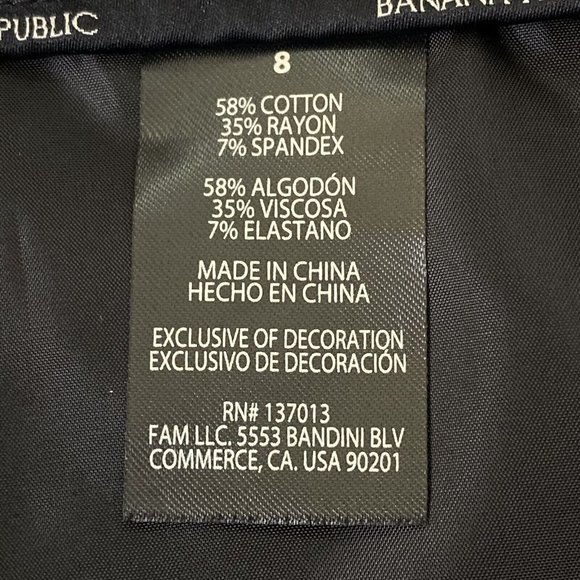 PUBLIC
BANANA
8
58% COTTON
35% RAYON
7% SPANDEX
58% ALGODÓN
35% VISCOSA
7% ELASTANO
MADE IN CHINA
HECHO EN CHINA
EXCLUSIVE OF DECORATION
EXCLUSIVO DE DECORACIÓN
RN# 137013
FAM LLC. 5553 BANDINI BLV
COMMERCE, CA. USA 90201